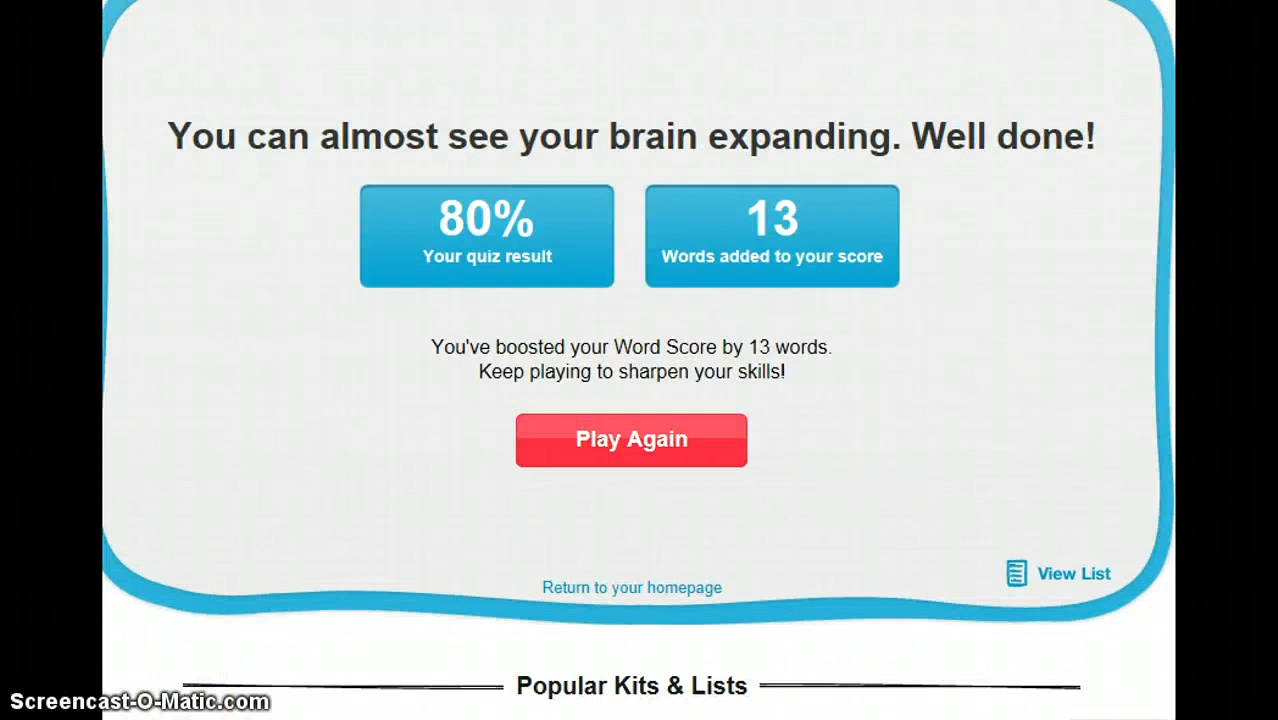 You can almost see your brain expanding. Well done!
80%
Your quiz result
13
Words added to your score
You've boosted your Word Score by 13 words.
Keep playing to sharpen your skills!
Play Again
View List
Return to your homepage
Popular Kits & Lists
Screencast-O-Matic.com